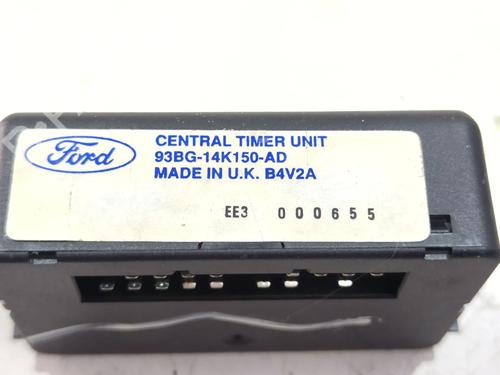 Ford
CENTRAL TIMER UNIT
93BG-14K150-AD
MADE IN U.K. B4V2A
EE3 000655